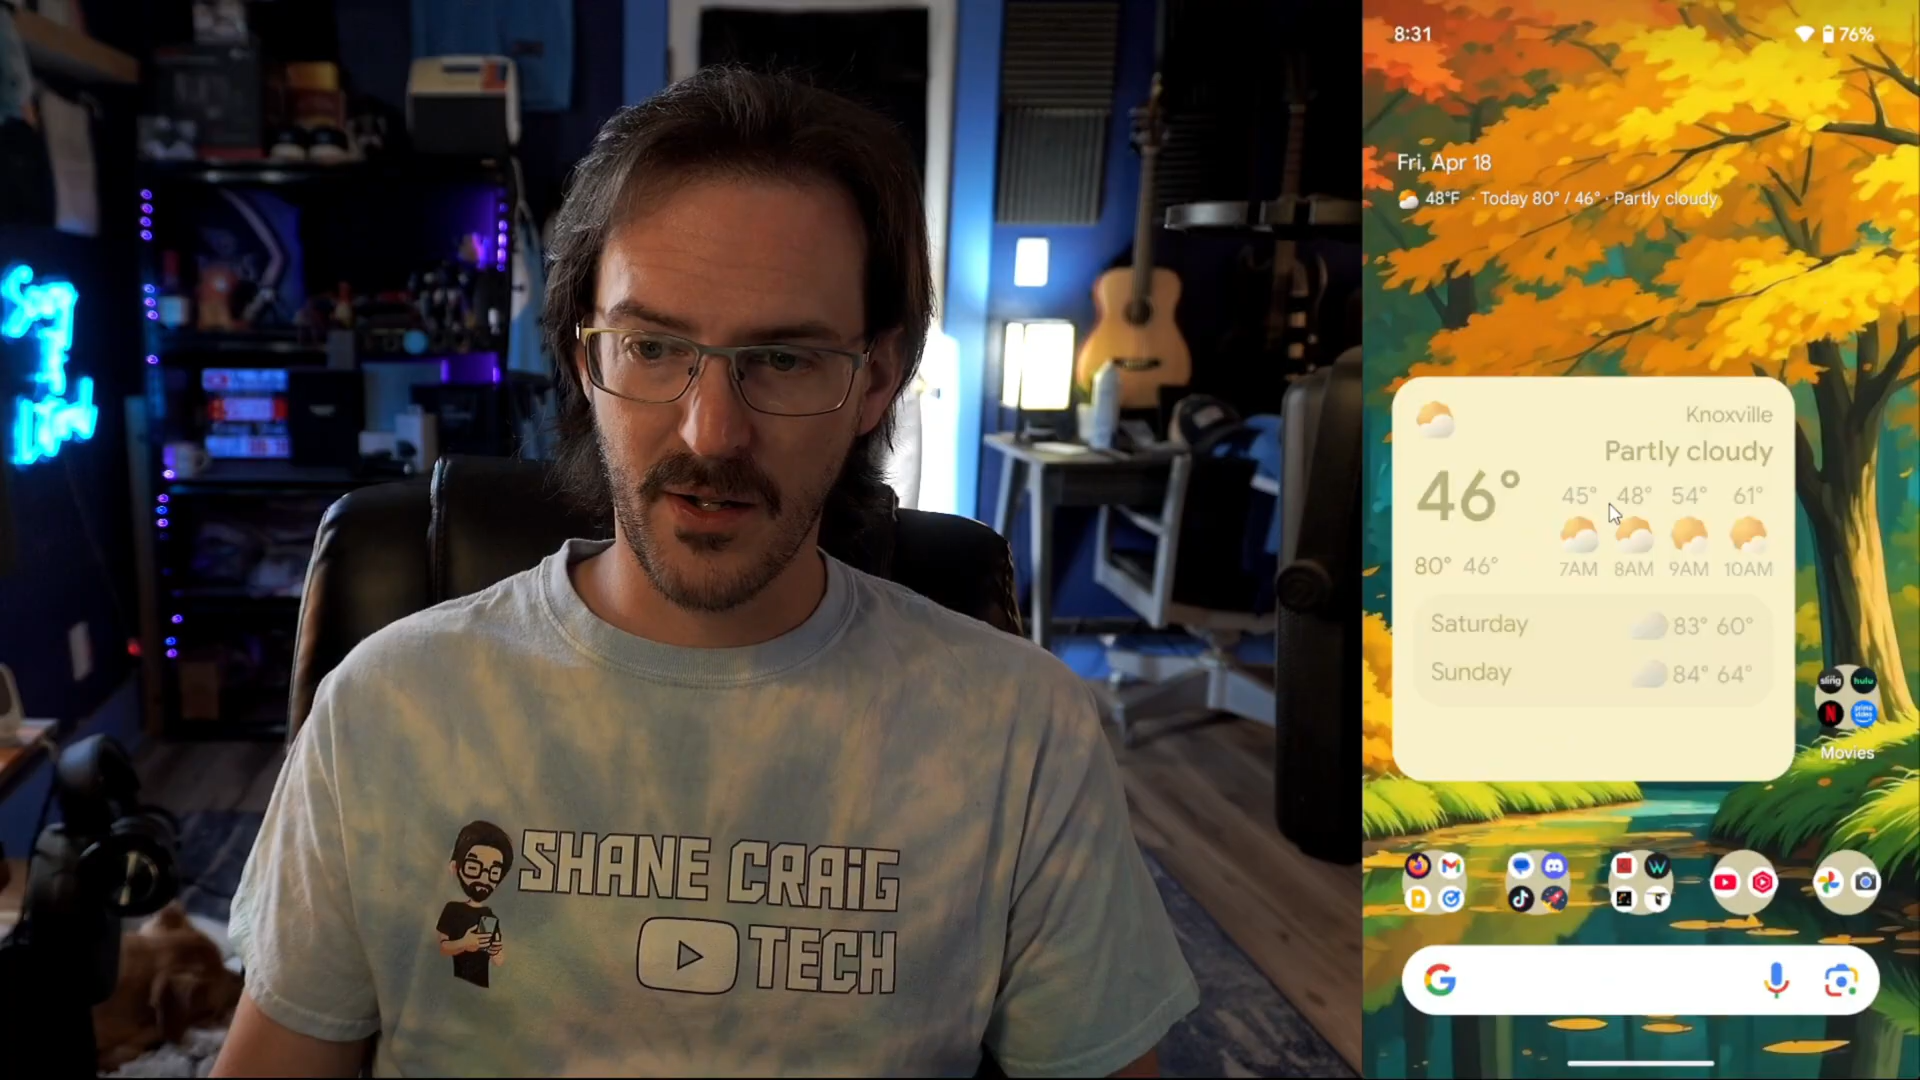 SHANE CRAIG
TECH
8:31
76%
Fri, Apr 18
48°F · Today 80° / 46° · Partly cloudy
Knoxville
Partly cloudy
46°
45° 48° 54° 61°
80° 46°
7AM 8AM 9AM 10AM
Saturday 83° 60°
Sunday 84° 64°
sling hulu
N prime video
Movies